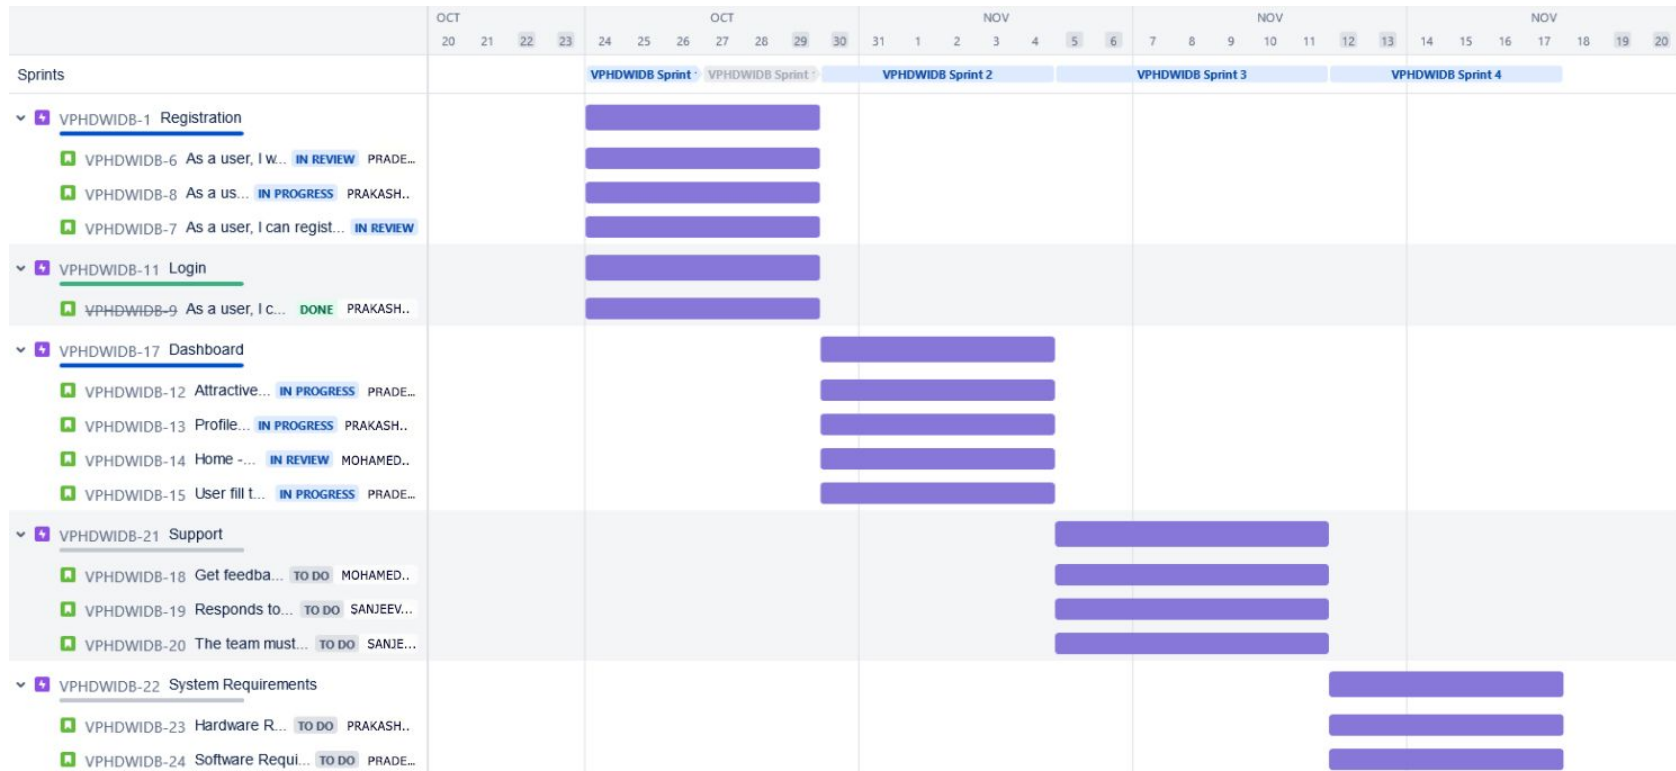 OCT OCT NOV NOV NOV
20 21 22 23 24 25 26 27 28 29 30 31 1 2 3 4 5 6 7 8 9 10 11 12 13 14 15 16 17 18 19 20
Sprints VPHDWIDB Sprint VPHDWIDB Sprint VPHDWIDB Sprint 2 VPHDWIDB Sprint 3 VPHDWIDB Sprint 4
VPHDWIDB-1 Registration
VPHDWIDB-6 As a user, I w... IN REVIEW PRADE...
VPHDWIDB-8 As a us... IN PROGRESS PRAKASH..
VPHDWIDB-7 As a user, I can regist... IN REVIEW
VPHDWIDB-11 Login
VPHDWIDB-9 As a user, I c... DONE PRAKASH..
VPHDWIDB-17 Dashboard
VPHDWIDB-12 Attractive... IN PROGRESS PRADE...
VPHDWIDB-13 Profile... IN PROGRESS PRAKASH..
VPHDWIDB-14 Home -... IN REVIEW MOHAMED..
VPHDWIDB-15 User fill t... IN PROGRESS PRADE...
VPHDWIDB-21 Support
VPHDWIDB-18 Get feedba... TO DO MOHAMED..
VPHDWIDB-19 Responds to... TO DO SANJEEV...
VPHDWIDB-20 The team must... TO DO SANJE...
VPHDWIDB-22 System Requirements
VPHDWIDB-23 Hardware R... TO DO PRAKASH..
VPHDWIDB-24 Software Requi... TO DO PRADE...